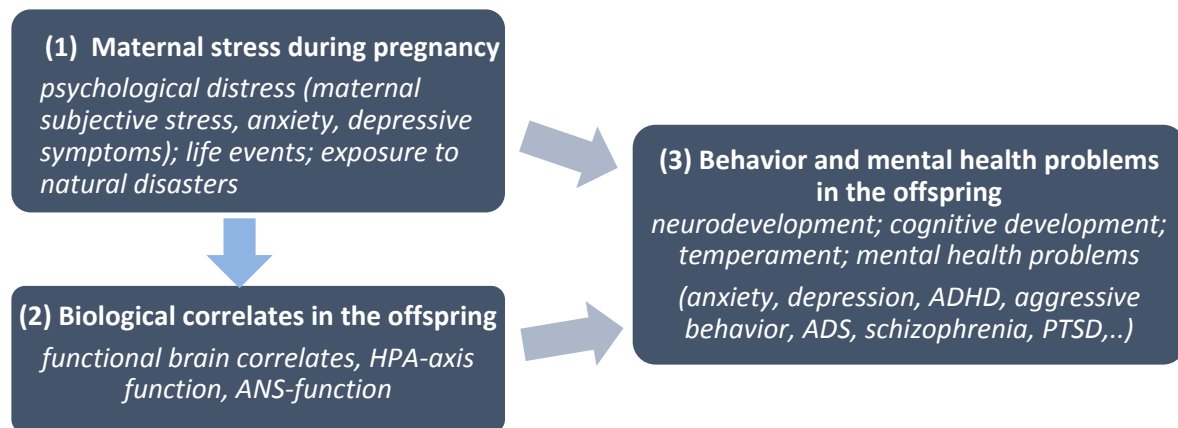 (1) Maternal stress during pregnancy
psychological distress (maternal
subjective stress, anxiety, depressive
symptoms); life events; exposure to
natural disasters
(2) Biological correlates in the offspring
functional brain correlates, HPA-axis
function, ANS-function
(3) Behavior and mental health problems
in the offspring
neurodevelopment; cognitive development;
temperament; mental health problems
(anxiety, depression, ADHD, aggressive
behavior, ADS, schizophrenia, PTSD,..)